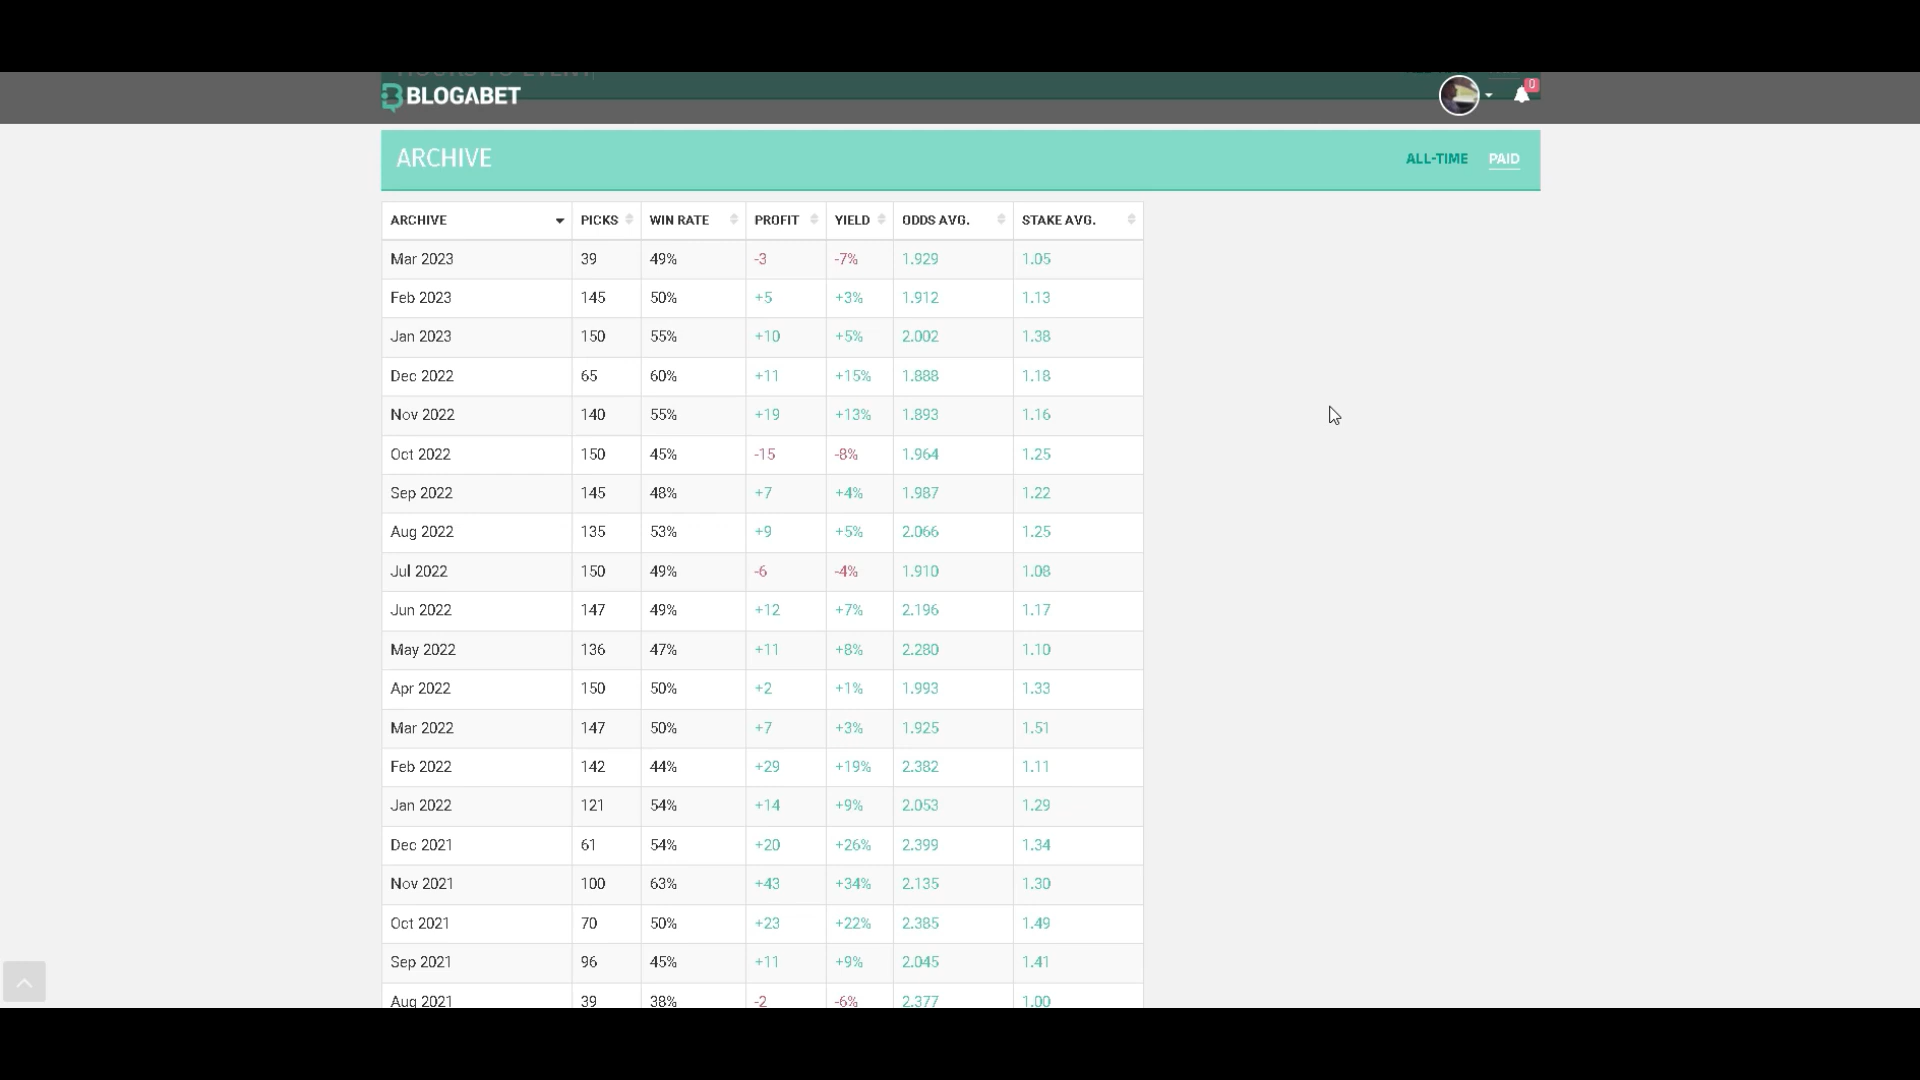 HOURS TO EVENT
BLOGABET
0
ARCHIVE ALL-TIME PAID
ARCHIVE PICKS WIN RATE PROFIT YIELD ODDS AVG. STAKE AVG.
Mar 2023 39 49% -3 -7% 1.929 1.05
Feb 2023 145 50% +5 +3% 1.912 1.13
Jan 2023 150 55% +10 +5% 2.002 1.38
Dec 2022 65 60% +11 +15% 1.888 1.18
Nov 2022 140 55% +19 +13% 1.893 1.16
Oct 2022 150 45% -15 -8% 1.964 1.25
Sep 2022 145 48% +7 +4% 1.987 1.22
Aug 2022 135 53% +9 +5% 2.066 1.25
Jul 2022 150 49% -6 -4% 1.910 1.08
Jun 2022 147 49% +12 +7% 2.196 1.17
May 2022 136 47% +11 +8% 2.280 1.10
Apr 2022 150 50% +2 +1% 1.993 1.33
Mar 2022 147 50% +7 +3% 1.925 1.51
Feb 2022 142 44% +29 +19% 2.382 1.11
Jan 2022 121 54% +14 +9% 2.053 1.29
Dec 2021 61 54% +20 +26% 2.399 1.34
Nov 2021 100 63% +43 +34% 2.135 1.30
Oct 2021 70 50% +23 +22% 2.385 1.49
Sep 2021 96 45% +11 +9% 2.045 1.41
Aug 2021 39 38% -2 -6% 2.377 1.00